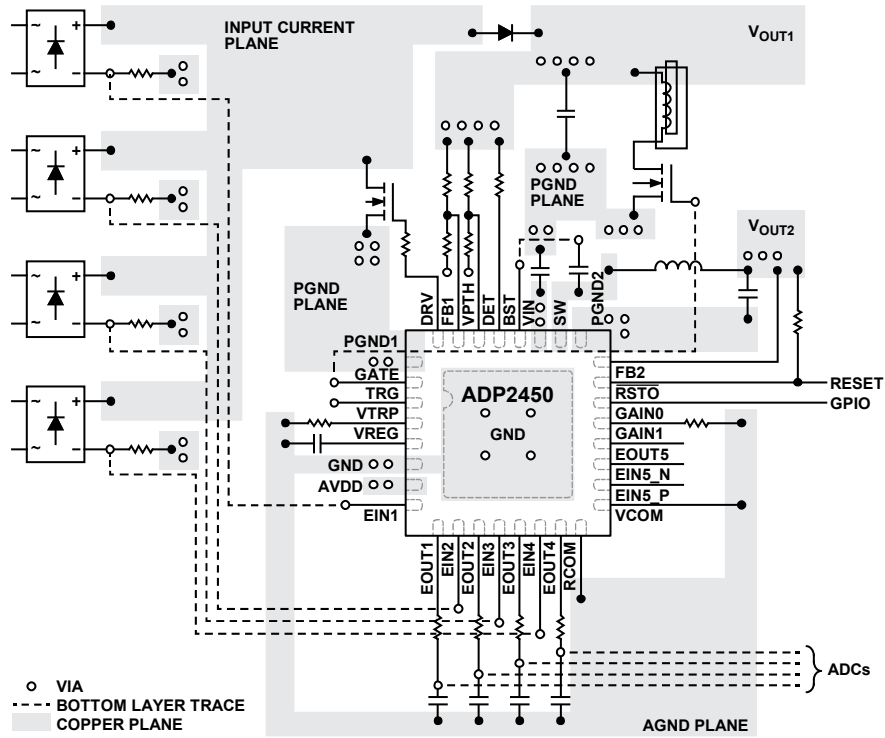 INPUT CURRENT
PLANE
VOUT1
~ +
~ −
~ +
~ −
~ +
~ −
~ +
~ −
PGND
PLANE
VOUT2
PGND
PLANE
DRV
FB1
VPTH
DET
BST
VIN
SW
PGND2
PGND1
GATE
TRG
VTRP
VREG
GND
AVDD
EIN1
ADP2450
GND
FB2
RSTO
GAIN0
GAIN1
EOUT5
EIN5_N
EIN5_P
VCOM
RESET
GPIO
EOUT1
EIN2
EOUT2
EIN3
EOUT3
EIN4
EOUT4
RCOM
ADCs
VIA
BOTTOM LAYER TRACE
COPPER PLANE
AGND PLANE